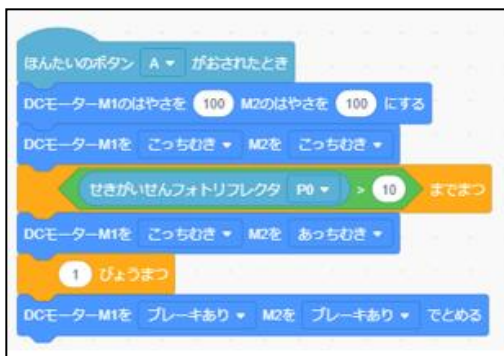 ほんたいのボタン A がおされたとき
DCモーターM1のはやさを 100 M2のはやさを 100 にする
DCモーターM1を こっちむき M2を こっちむき
せきがいせんフォトリフレクタ P0 > 10 までまつ
DCモーターM1を こっちむき M2を あっちむき
1 びょうまつ
DCモーターM1を ブレーキあり M2を ブレーキあり でとめる